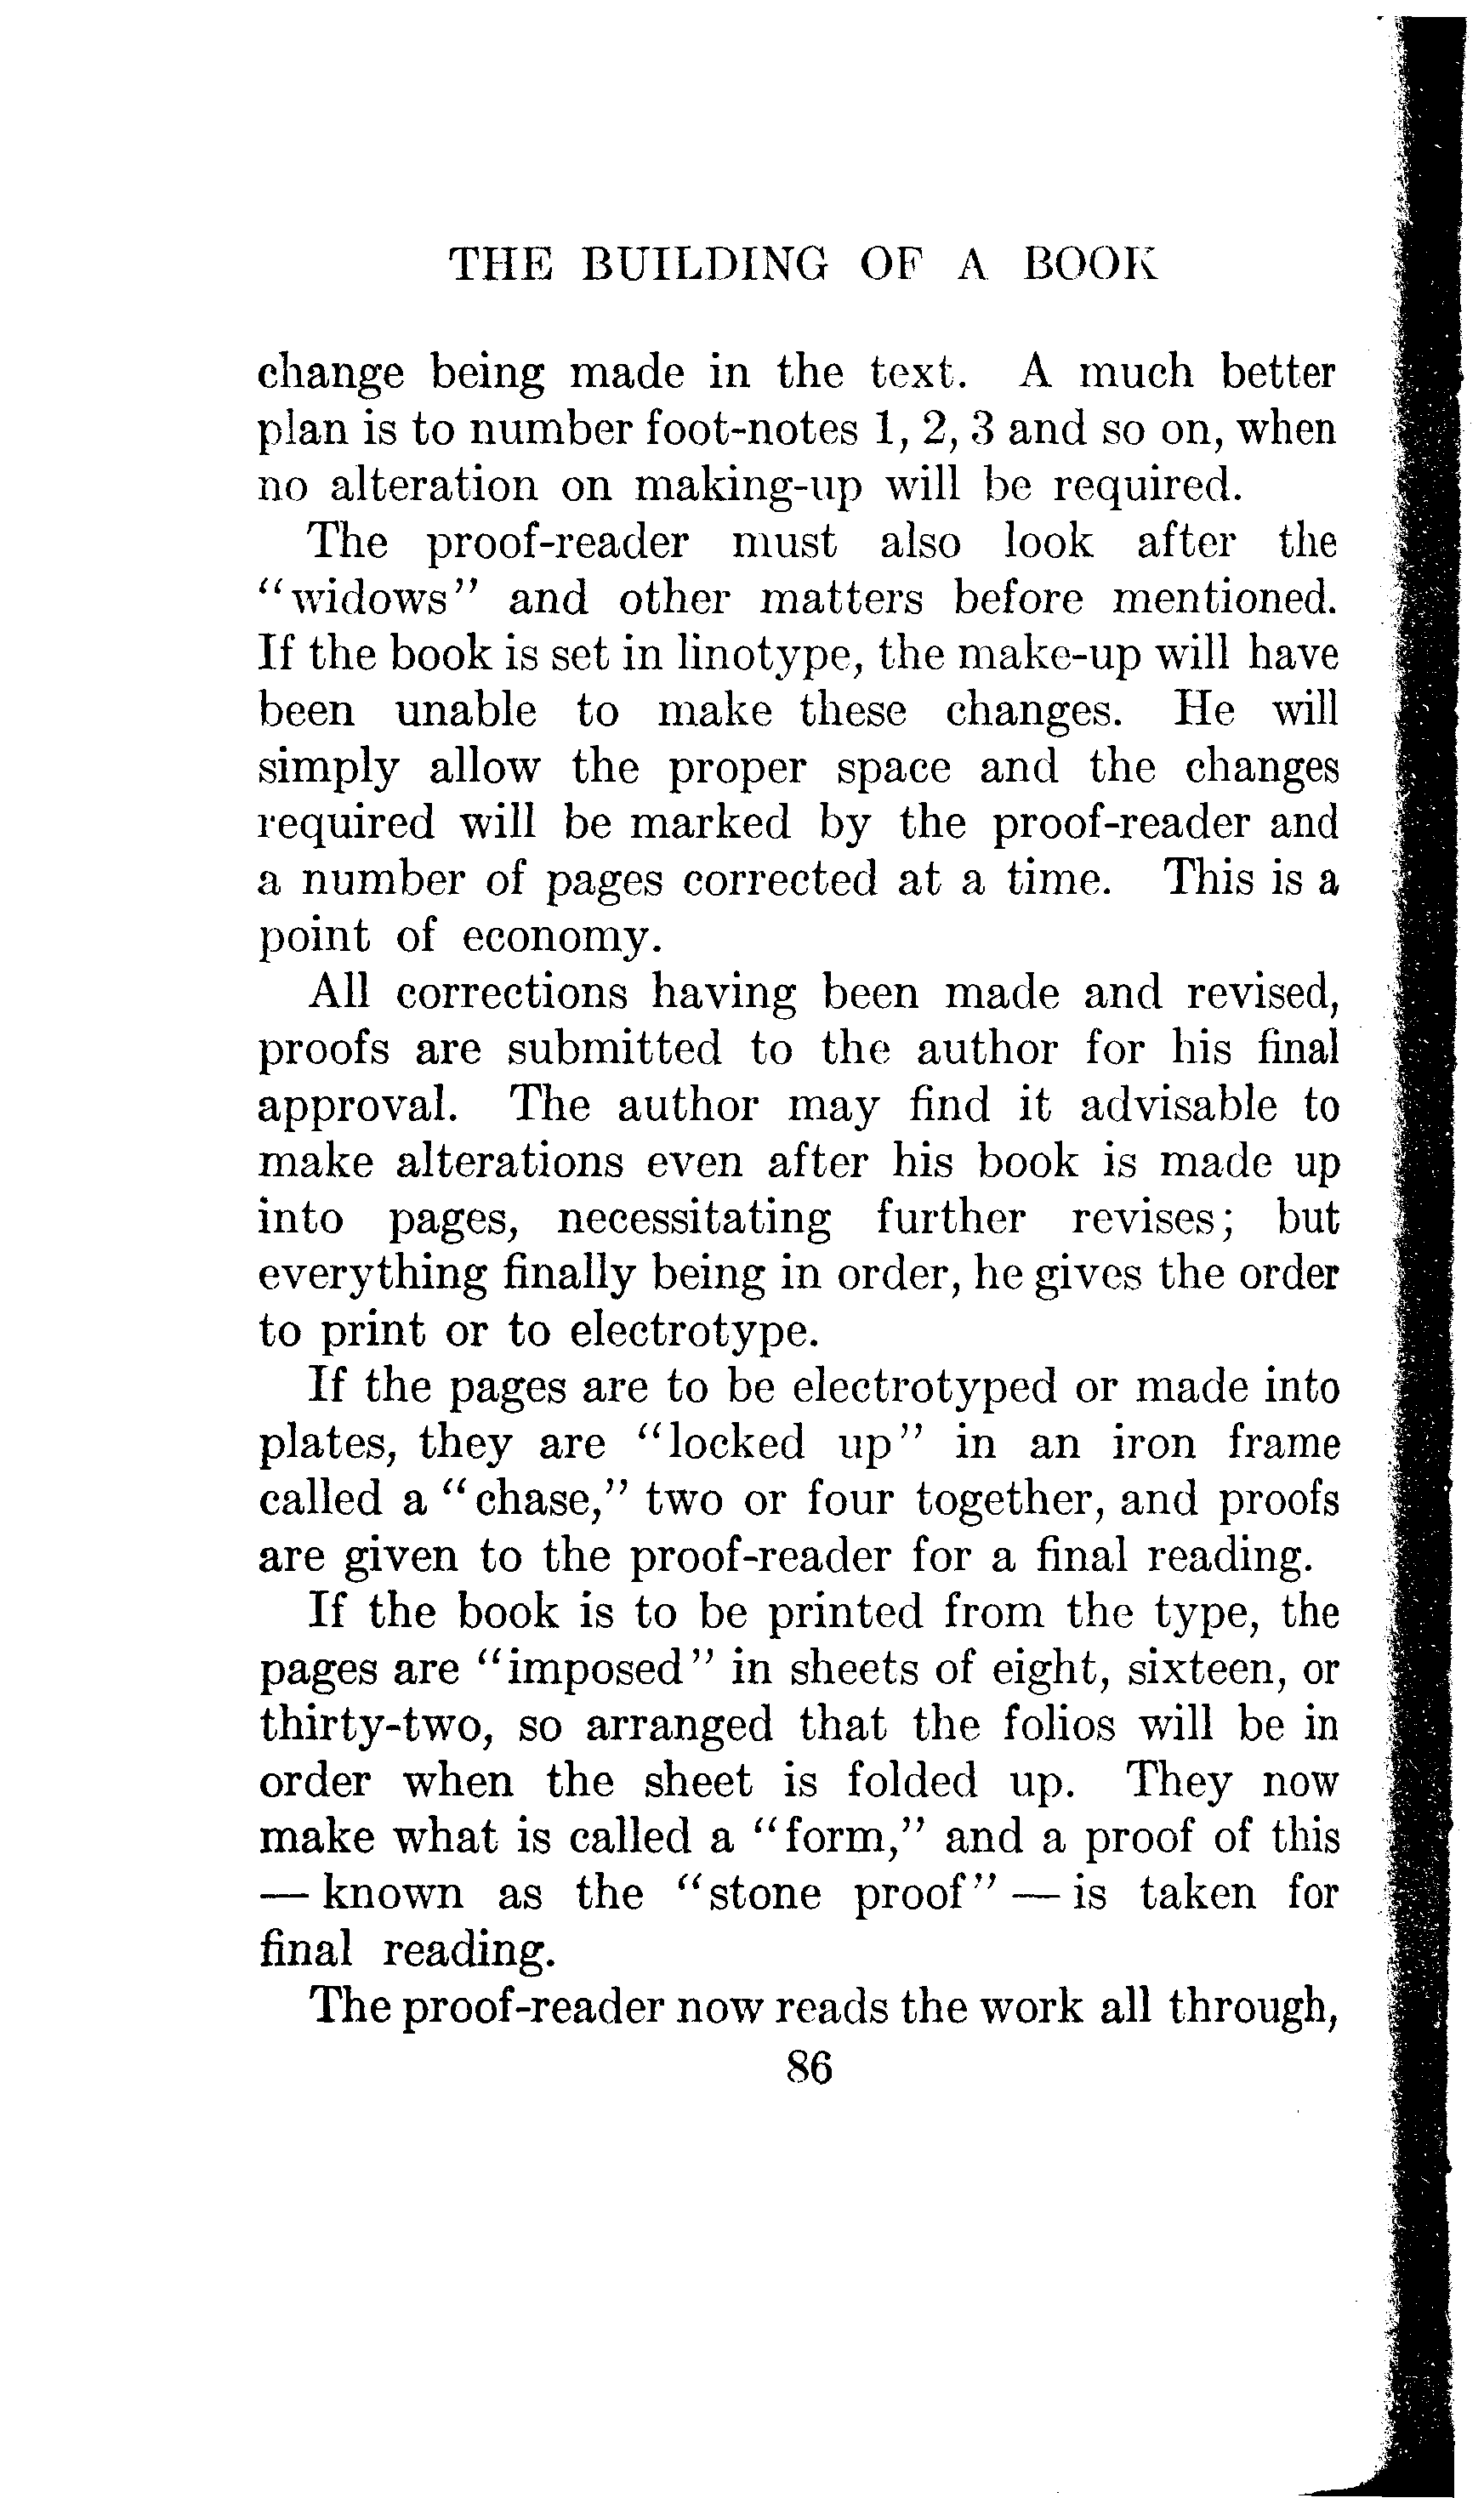 THE BUILDING OF A BOOK
change being made in the text. A much better
plan is to number foot-notes 1, 2, 3 and so on, when
no alteration on making-up will be required.
The proof-reader must also look after the
"widows" and other matters before mentioned.
If the book is set in linotype, the make-up will have
been unable to make these changes. He will
simply allow the proper space and the changes
required will be marked by the proof-reader and
a number of pages corrected at a time. This is a
point of economy.
All corrections having been made and revised,
proofs are submitted to the author for his final
approval. The author may find it advisable to
make alterations even after his book is made up
into pages, necessitating further revises; but
everything finally being in order, he gives the order
to print or to electrotype.
If the pages are to be electrotyped or made into
plates, they are "locked up" in an iron frame
called a "chase," two or four together, and proofs
are given to the proof-reader for a final reading.
If the book is to be printed from the type, the
pages are "imposed" in sheets of eight, sixteen, or
thirty-two, so arranged that the folios will be in
order when the sheet is folded up. They now
make what is called a "form," and a proof of this
— known as the "stone proof" — is taken for
final reading.
The proof-reader now reads the work all through,
86